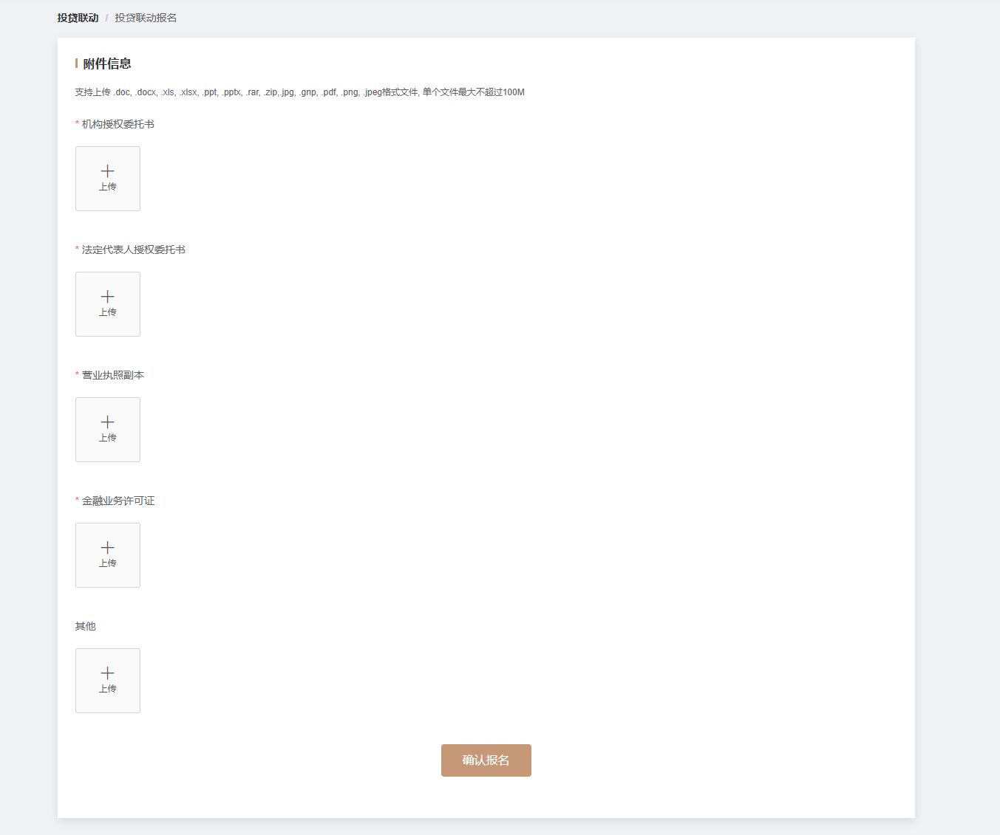 投贷联动 / 投贷联动报名
附件信息
支持上传 .doc, .docx, .xls, .xlsx, .ppt, .pptx, .rar, .zip,.jpg, .gnp, .pdf, .png, .jpeg格式文件, 单个文件最大不超过100M
* 机构授权委托书
上传
* 法定代表人授权委托书
上传
* 营业执照副本
上传
* 金融业务许可证
上传
其他
上传
确认报名